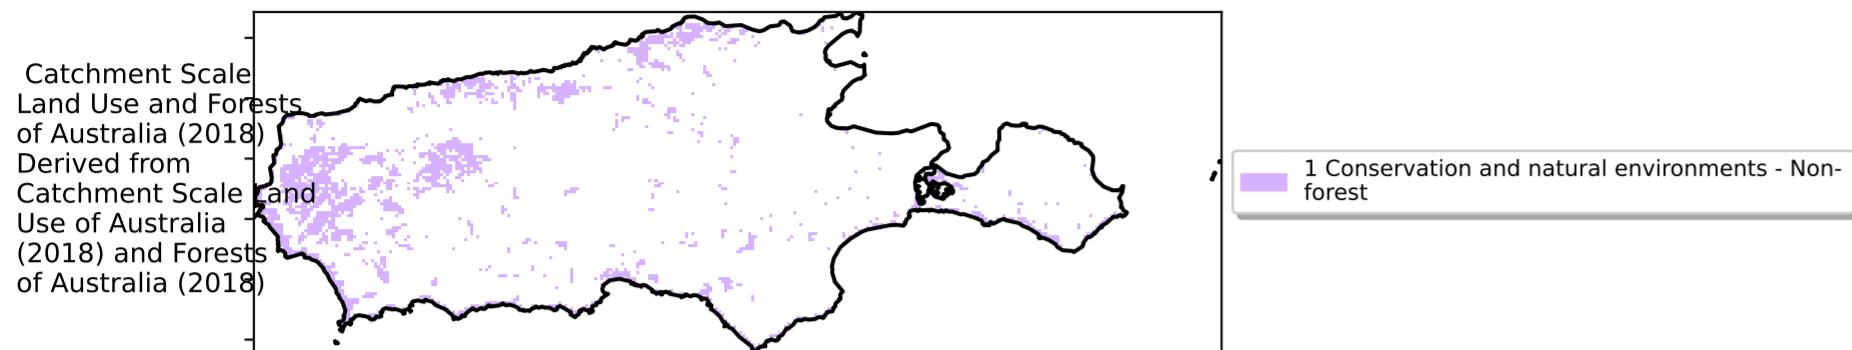 Catchment Scale
Land Use and Forests
of Australia (2018)
Derived from
Catchment Scale Land
Use of Australia
(2018) and Forests
of Australia (2018)
1 Conservation and natural environments - Non-
forest